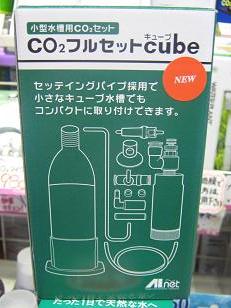 小型水槽用CO₂セット
キューブ
CO₂フルセットcube
NEW
セッティングパイプ採用で
小さなキューブ水槽でも
コンパクトに取り付けできます。
AI net
たった1日で天然な水へ